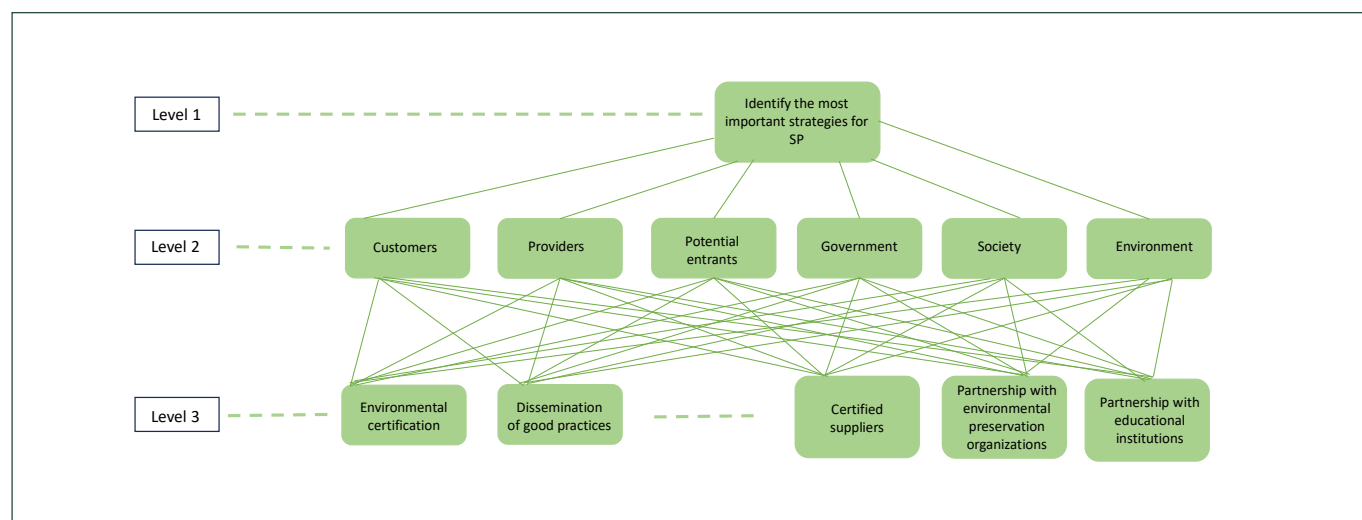 Level 1
Identify the most
important strategies for
SP
Level 2
Customers
Providers
Potential
entrants
Government
Society
Environment
Level 3
Environmental
certification
Dissemination
of good practices
Certified
suppliers
Partnership with
environmental
preservation
organizations
Partnership with
educational
institutions